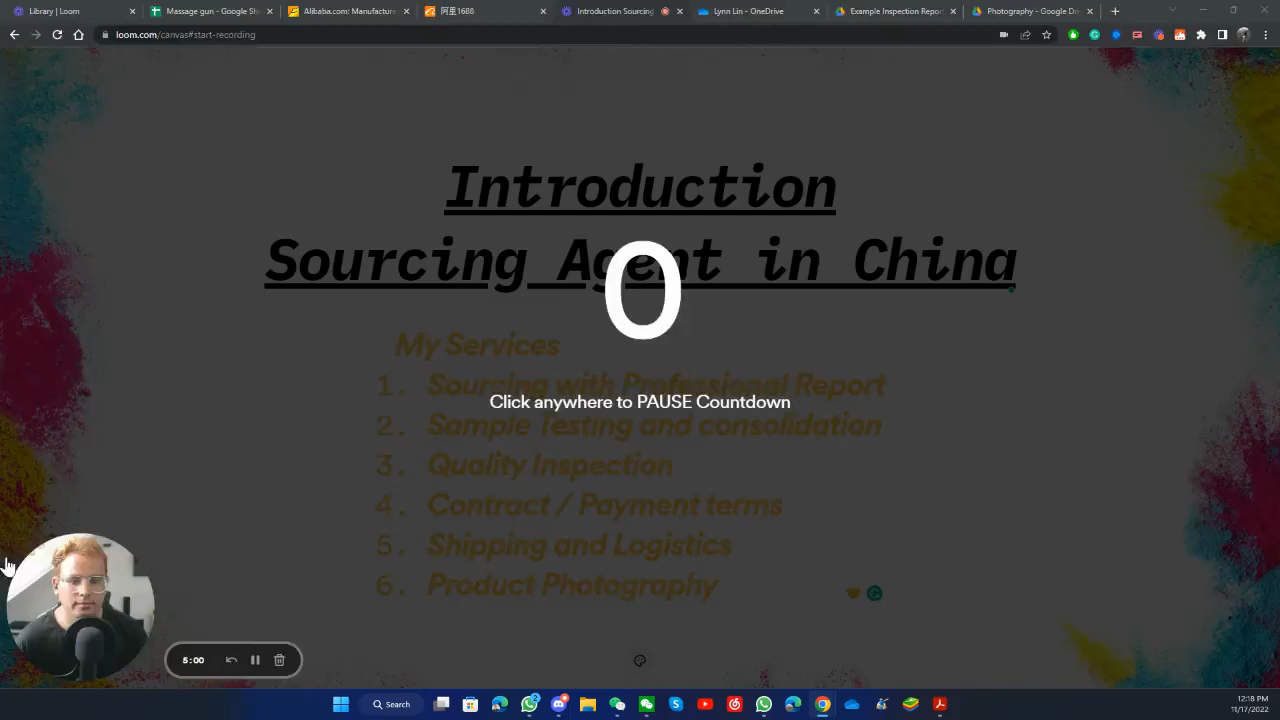 Library | Loom
Massage gun - Google Sh
Alibaba.com: Manufacture
阿里1688
Introduction Sourcing
Lynn Lin - OneDrive
Example Inspection Repor
Photography - Google Da
loom.com/canvas#start-recording
Introduction
Sourcing Agent in China
0
My Services
1. Sourcing with Professional Report
Click anywhere to PAUSE Countdown
2. Sample Testing and consolidation
3. Quality Inspection
4. Contract / Payment terms
5. Shipping and Logistics
6. Product Photography
5:00
Search
2
12:18 PM
11/17/2022